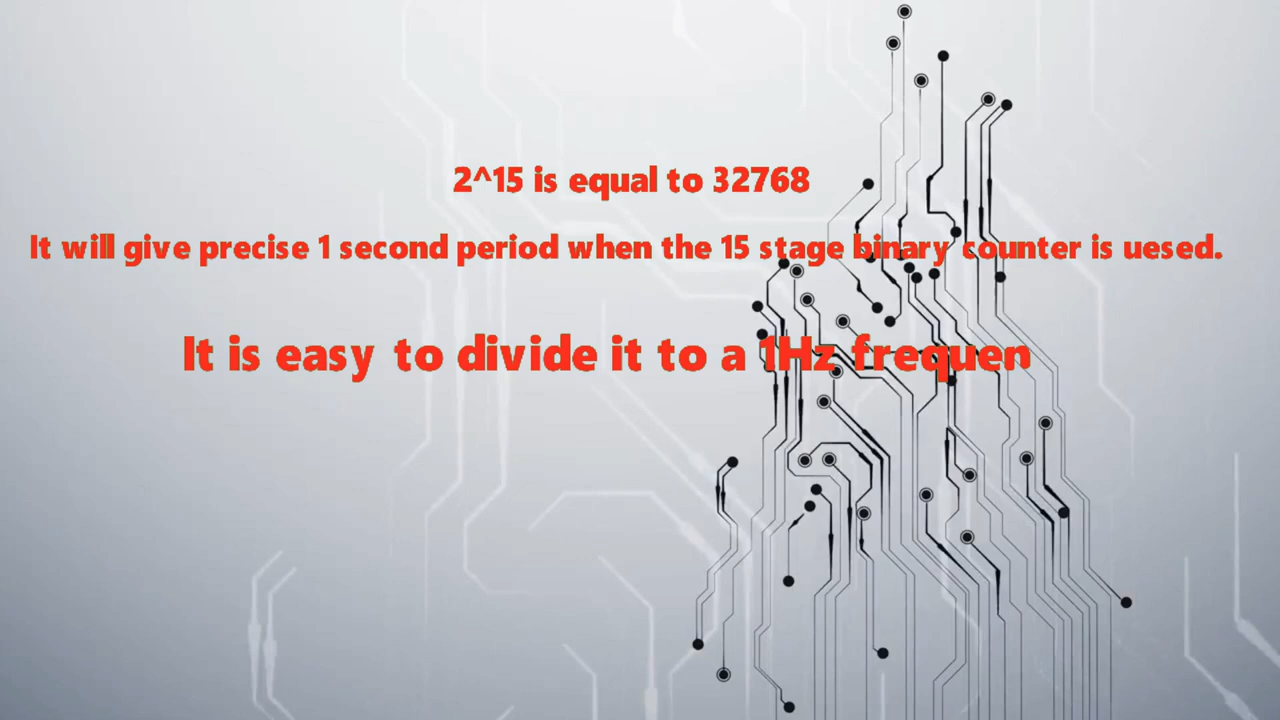 2^15 is equal to 32768
It will give precise 1 second period when the 15 stage binary counter is uesed.
It is easy to divide it to a 1Hz frequen